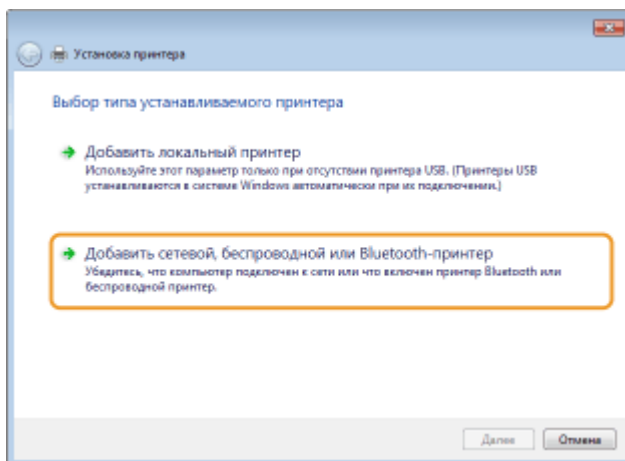 Установка принтера
Выбор типа устанавливаемого принтера
Добавить локальный принтер
Используйте этот параметр только при отсутствии принтера USB. (Принтеры USB
устанавливаются в системе Windows автоматически при их подключении.)
Добавить сетевой, беспроводной или Bluetooth-принтер
Убедитесь, что компьютер подключен к сети или что включен принтер Bluetooth или
беспроводной принтер.
Далее
Отмена